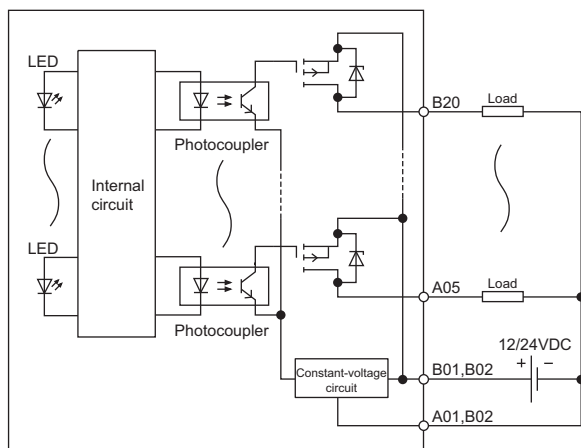 LED
B20
Load
Photocoupler
Internal
circuit
LED
A05
Load
Photocoupler
12/24VDC
+ −
Constant-voltage
circuit
B01,B02
A01,B02